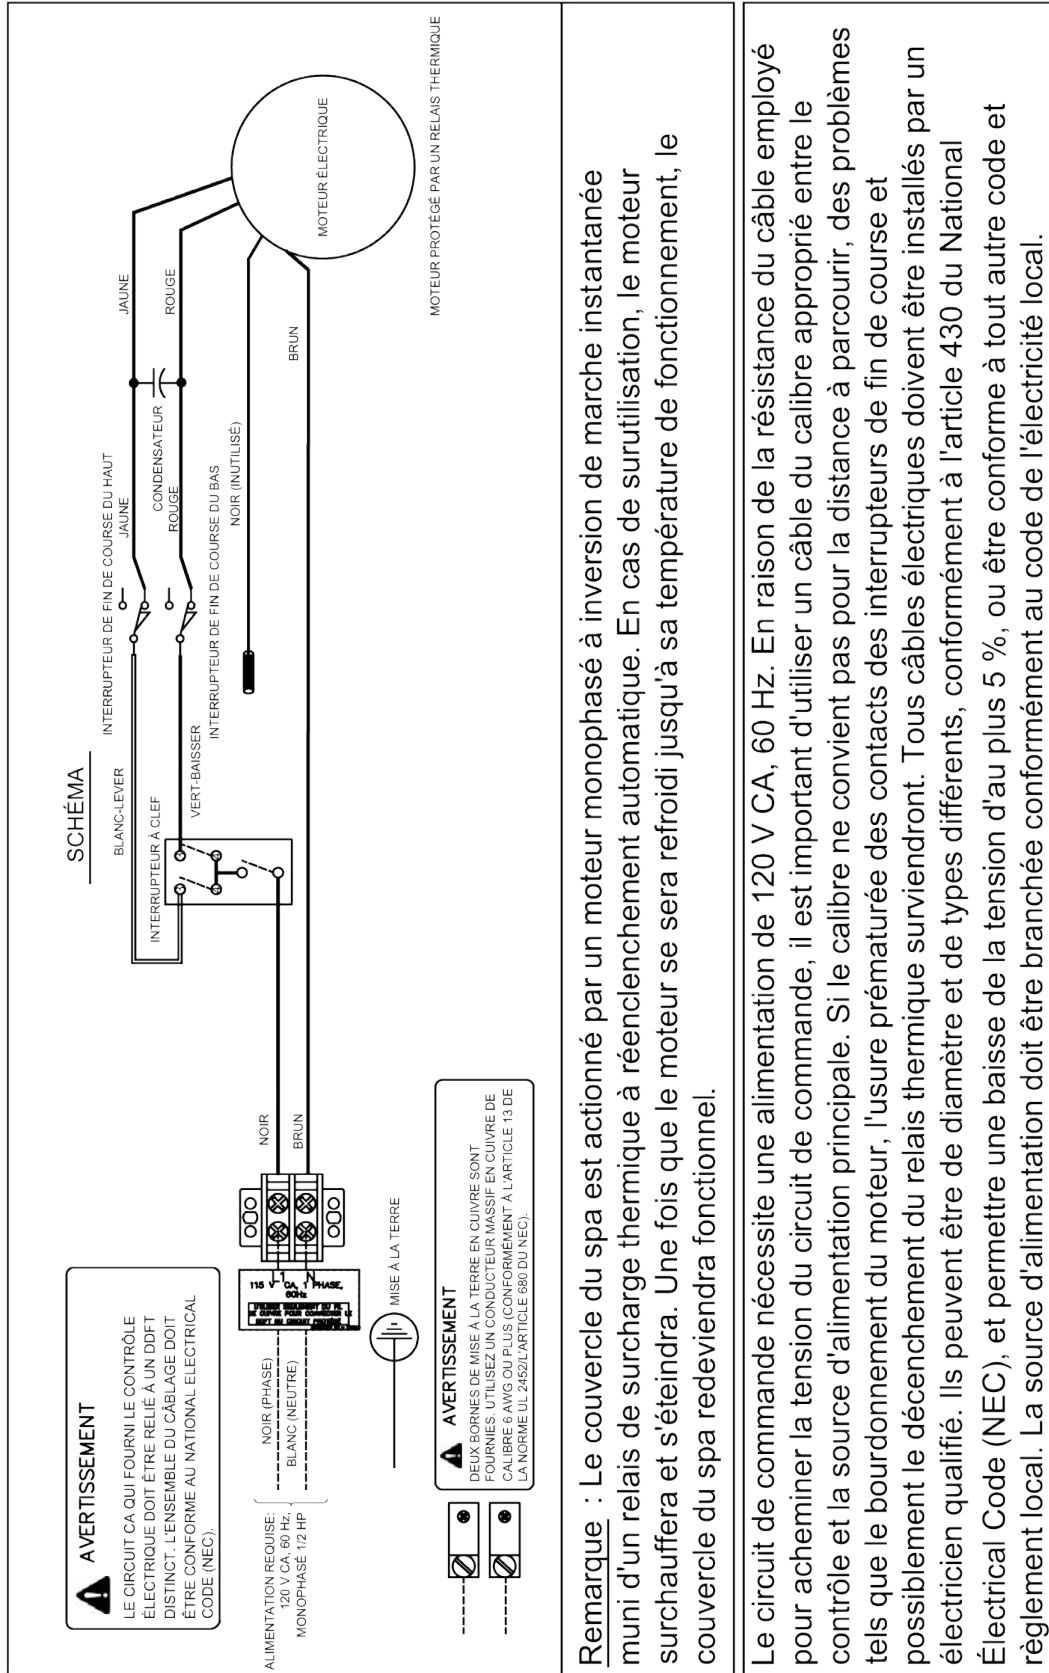 AVERTISSEMENT
LE CIRCUIT CA QUI FOURNI LE CONTRÔLE
ÉLECTRIQUE DOIT ÊTRE RELIÉ À UN DDFT
DISTINCT. L'ENSEMBLE DU CÂBLAGE DOIT
ÊTRE CONFORME AU NATIONAL ELECTRICAL
CODE (NEC).
SCHÉMA
BLANC-LEVER
INTERRUPTEUR À CLEF
VERT-BAISSER
INTERRUPTEUR DE FIN DE COURSE DU HAUT
JAUNE
CONDENSATEUR
ROUGE
INTERRUPTEUR DE FIN DE COURSE DU BAS
NOIR (INUTILISÉ)
JAUNE
ROUGE
BRUN
MOTEUR ÉLECTRIQUE
MOTEUR PROTÉGÉ PAR UN RELAIS THERMIQUE
ALIMENTATION REQUISE:
120 V CA, 60 Hz,
MONOPHASÉ 1/2 HP
NOIR (PHASE)
BLANC (NEUTRE)
L1 N
115 V CA, 1 PHASE,
60Hz
UTILISER SEULEMENT DU FIL
DE CUIVRE POUR CONNECTER LE
NOIR
BRUN
MISE À LA TERRE
AVERTISSEMENT
DEUX BORNES DE MISE À LA TERRE EN CUIVRE SONT
FOURNIES. UTILISEZ UN CONDUCTEUR MASSIF EN CUIVRE DE
CALIBRE 6 AWG OU PLUS (CONFORMÉMENT À L'ARTICLE 13 DE
LA NORME UL 2452/L'ARTICLE 680 DU NEC).
Remarque : Le couvercle du spa est actionné par un moteur monophasé à inversion de marche instantanée
muni d'un relais de surcharge thermique à réenclenchement automatique. En cas de surutilisation, le moteur
surchauffera et s'éteindra. Une fois que le moteur se sera refroidi jusqu'à sa température de fonctionnement, le
couvercle du spa redeviendra fonctionnel.
Le circuit de commande nécessite une alimentation de 120 V CA, 60 Hz. En raison de la résistance du câble employé
pour acheminer la tension du circuit de commande, il est important d'utiliser un câble du calibre approprié entre le
contrôle et la source d'alimentation principale. Si le calibre ne convient pas pour la distance à parcourir, des problèmes
tels que le bourdonnement du moteur, l'usure prématurée des contacts des interrupteurs de fin de course et
possiblement le décenchement du relais thermique surviendront. Tous câbles électriques doivent être installés par un
électricien qualifié. Ils peuvent être de diamètre et de types différents, conformément à l'article 430 du National
Électrical Code (NEC), et permettre une baisse de la tension d'au plus 5 %, ou être conforme à tout autre code et
règlement local. La source d'alimentation doit être branchée conformément au code de l'électricité local.